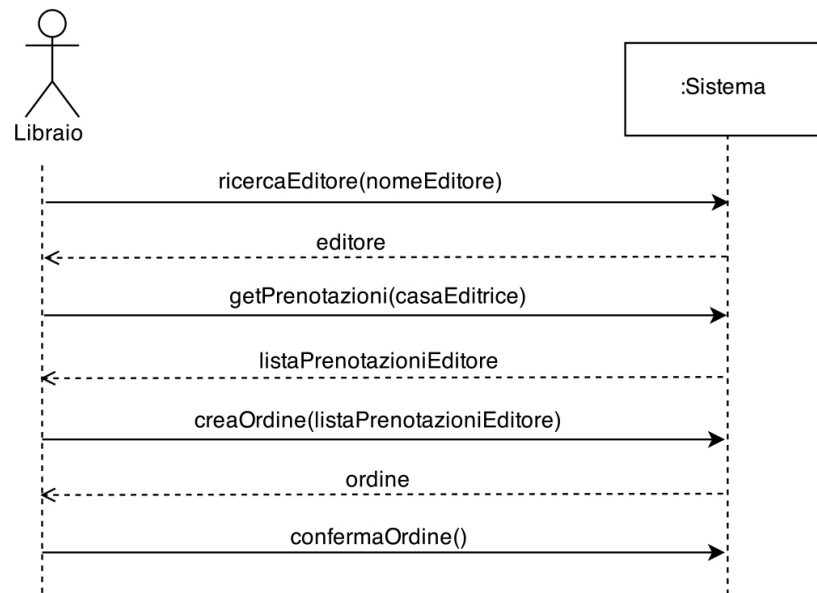 :Sistema
Libraio
ricercaEditore(nomeEditore)
editore
getPrenotazioni(casaEditrice)
listaPrenotazioniEditore
creaOrdine(listaPrenotazioniEditore)
ordine
confermaOrdine()